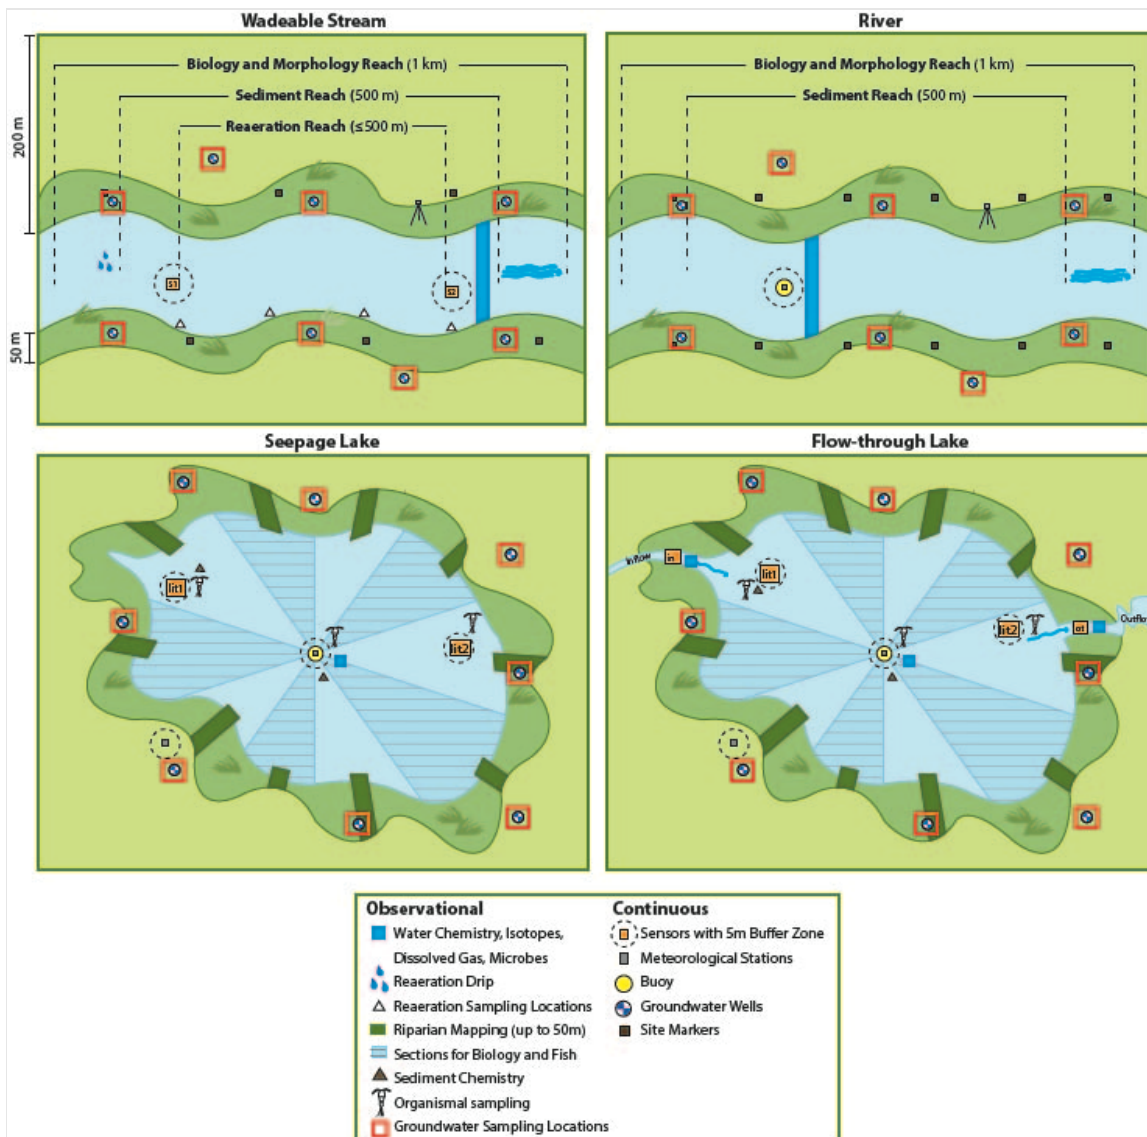 Wadeable Stream
River
Biology and Morphology Reach (1 km)
Sediment Reach (500 m)
Reaeration Reach (≤500 m)
Biology and Morphology Reach (1 km)
Sediment Reach (500 m)
200 m
50 m
S1
S2
Seepage Lake
Flow-through Lake
lit1
lit2
Inflow
in
lit1
lit2
ot
Outflo
Observational
Water Chemistry, Isotopes,
Dissolved Gas, Microbes
Reaeration Drip
Reaeration Sampling Locations
Riparian Mapping (up to 50m)
Sections for Biology and Fish
Sediment Chemistry
Organismal sampling
Groundwater Sampling Locations
Continuous
Sensors with 5m Buffer Zone
Meteorological Stations
Buoy
Groundwater Wells
Site Markers